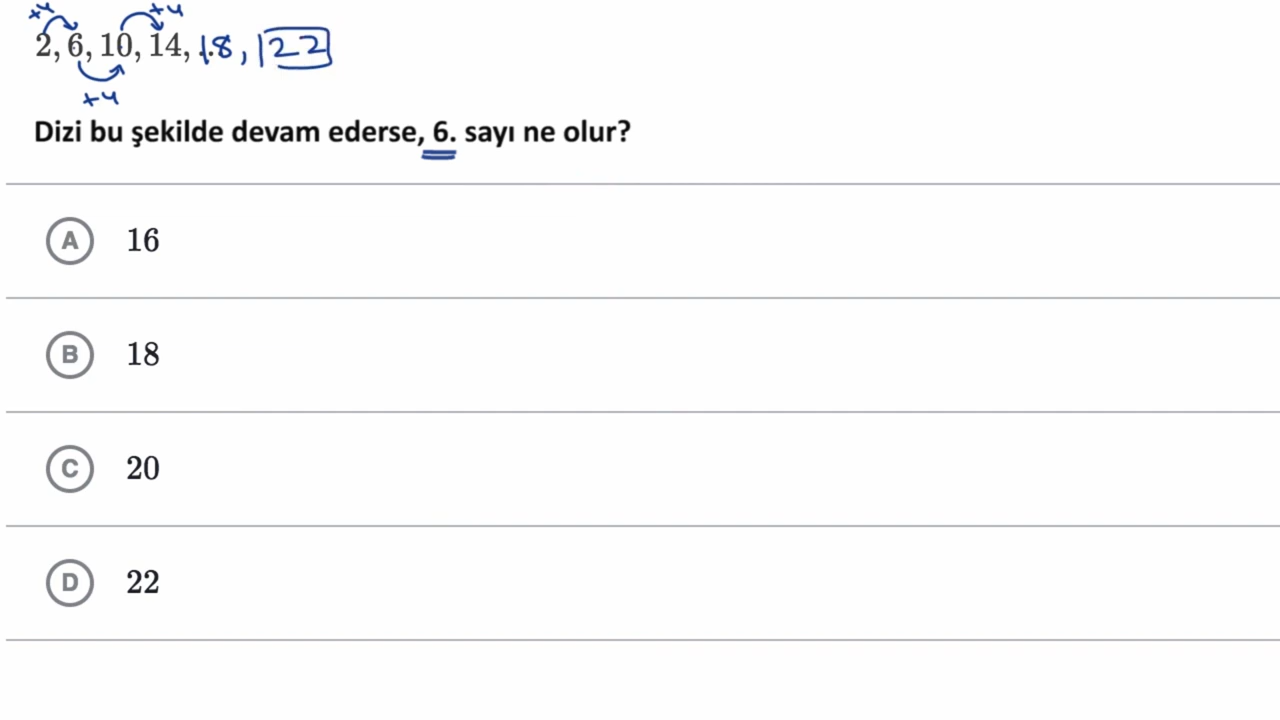 +4 +4
2, 6, 10, 14, 18, 22
+4
Dizi bu şekilde devam ederse, 6. sayı ne olur?
A 16
B 18
C 20
D 22